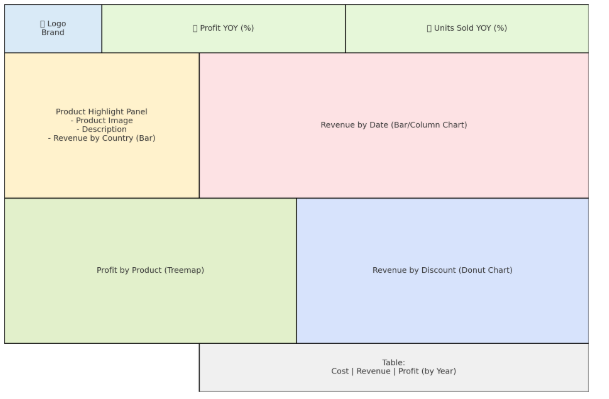 Logo
Brand
Profit YOY (%)
Units Sold YOY (%)
Product Highlight Panel
- Product Image
- Description
- Revenue by Country (Bar)
Revenue by Date (Bar/Column Chart)
Profit by Product (Treemap)
Revenue by Discount (Donut Chart)
Table:
Cost | Revenue | Profit (by Year)